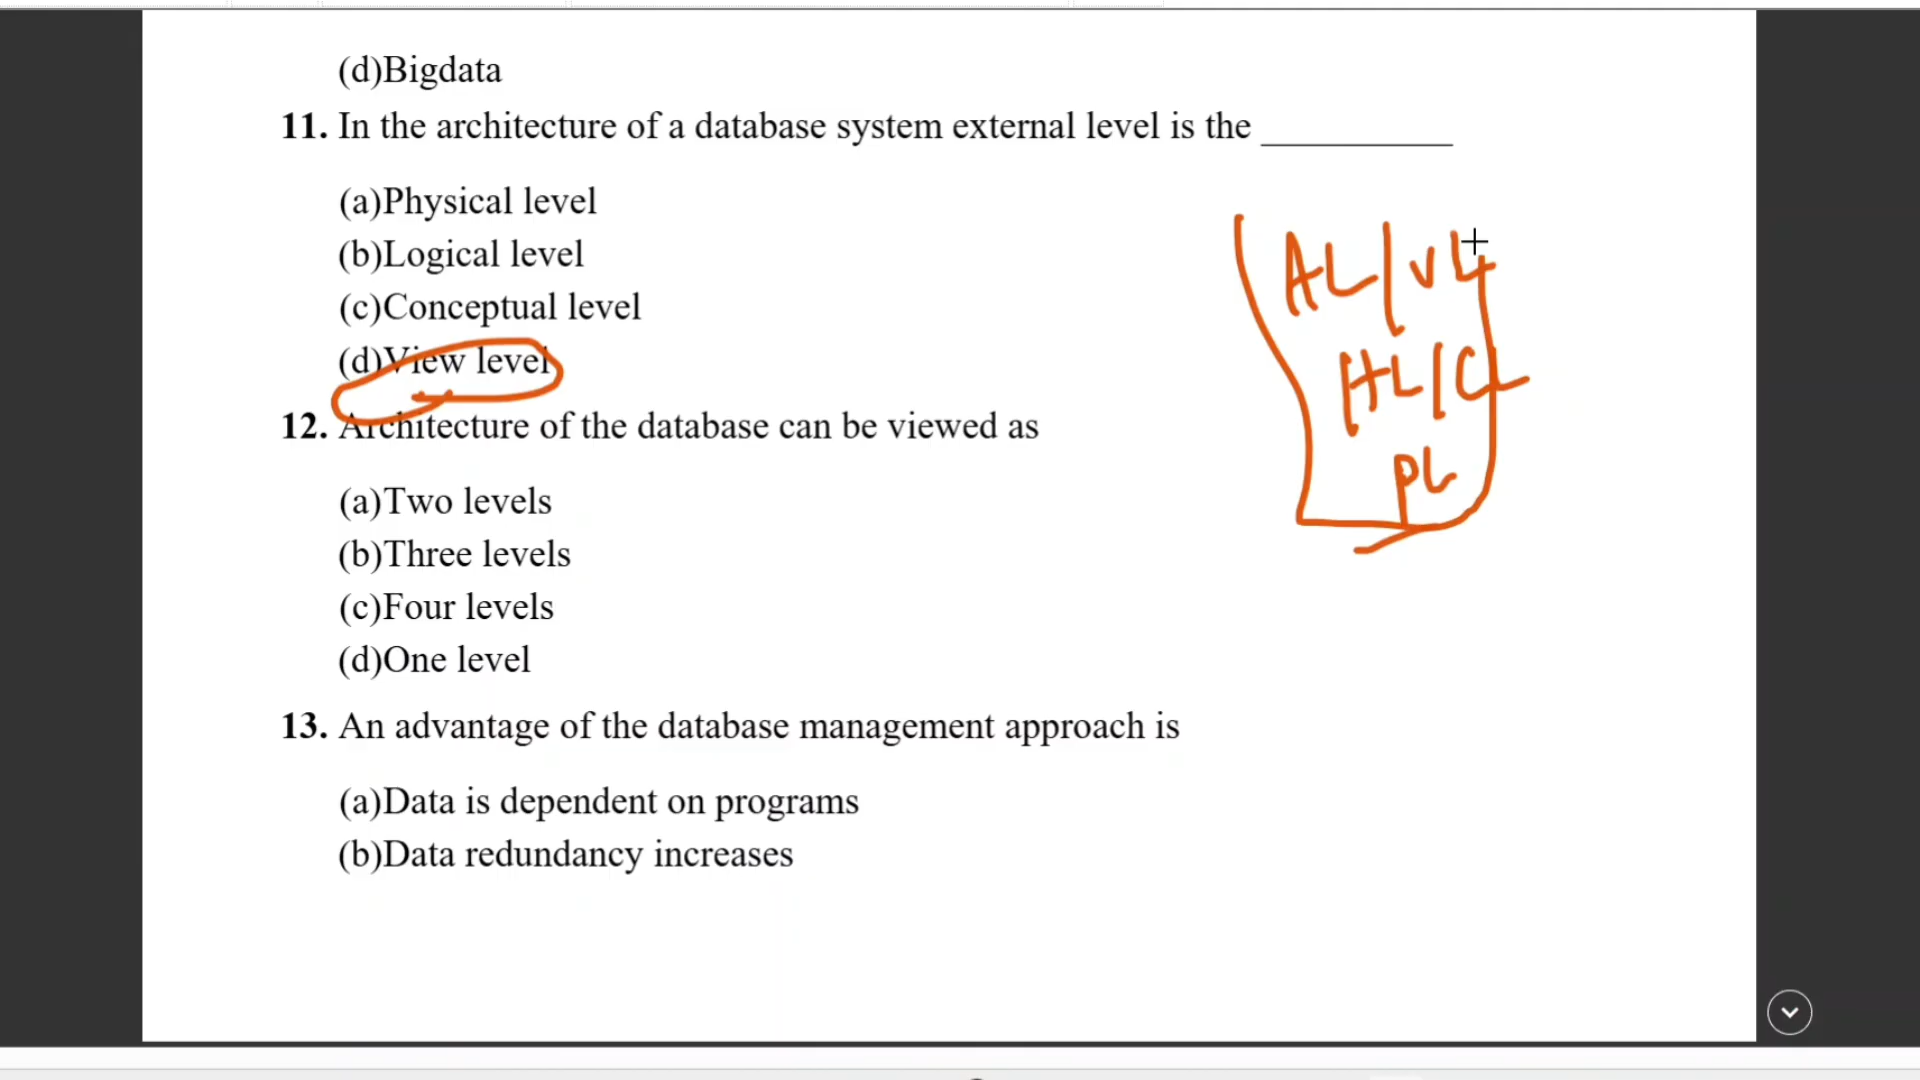 (d)Bigdata
11. In the architecture of a database system external level is the __________
(a)Physical level
(b)Logical level
(c)Conceptual level
(d)View level
AL/VL
HL/CL
PL
12. Architecture of the database can be viewed as
(a)Two levels
(b)Three levels
(c)Four levels
(d)One level
13. An advantage of the database management approach is
(a)Data is dependent on programs
(b)Data redundancy increases